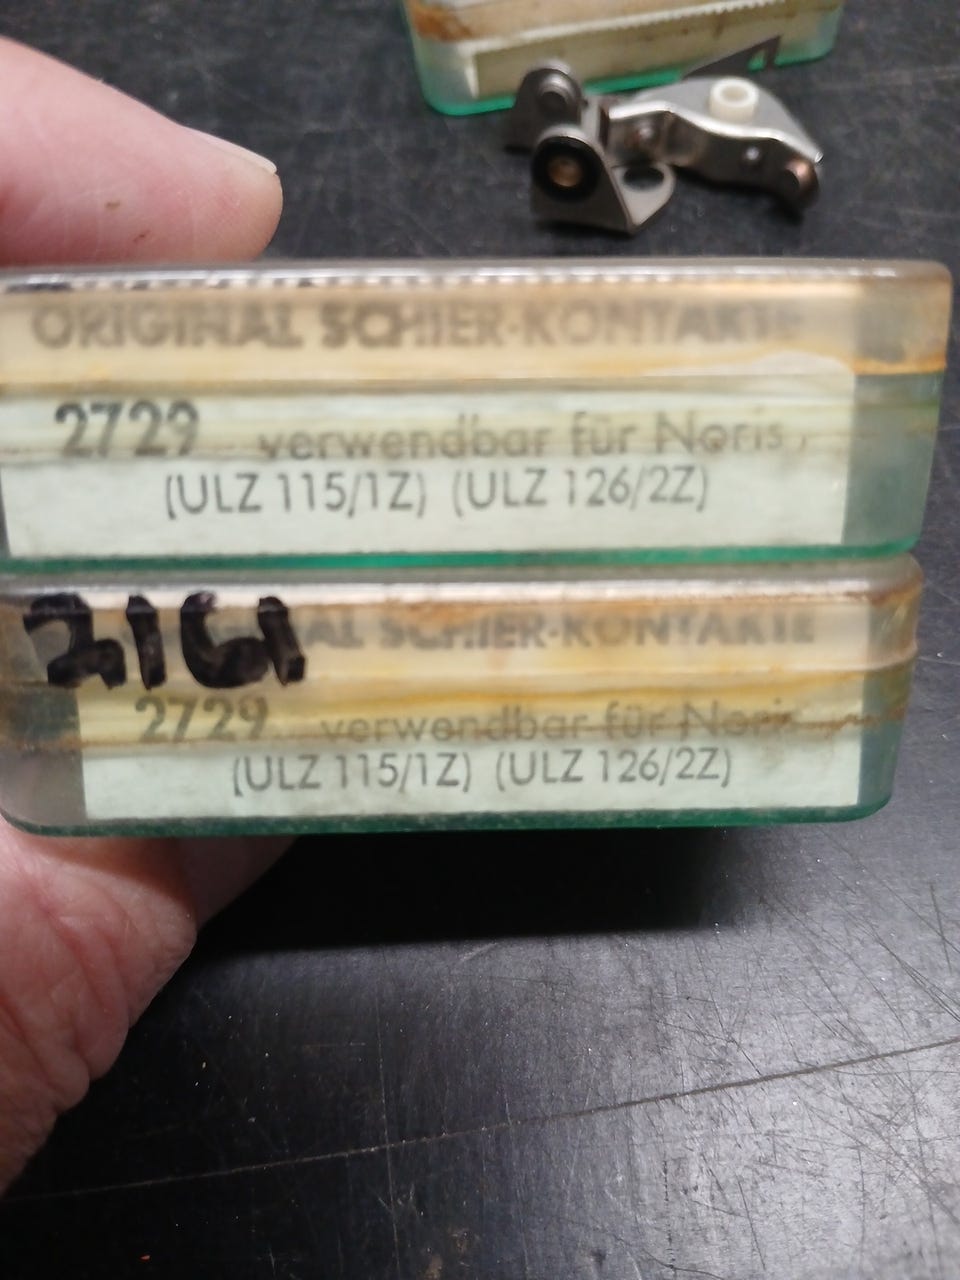 ORIGINAL SCHIER-KONTAKTE
2729 verwendbar für Noris,
(ULZ 115/1Z) (ULZ 126/2Z)
2161
SCHIER-KONTAKTE
2729 verwendbar für Noris
(ULZ 115/1Z) (ULZ 126/2Z)